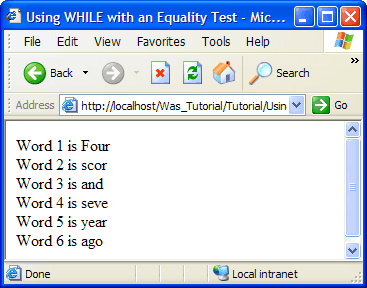 Using WHILE with an Equality Test - Mic...
File Edit View Favorites Tools Help
Back Search »
Address http://localhost/Was_Tutorial/Tutorial/Usin Go
Word 1 is Four
Word 2 is scor
Word 3 is and
Word 4 is seve
Word 5 is year
Word 6 is ago
Done Local intranet